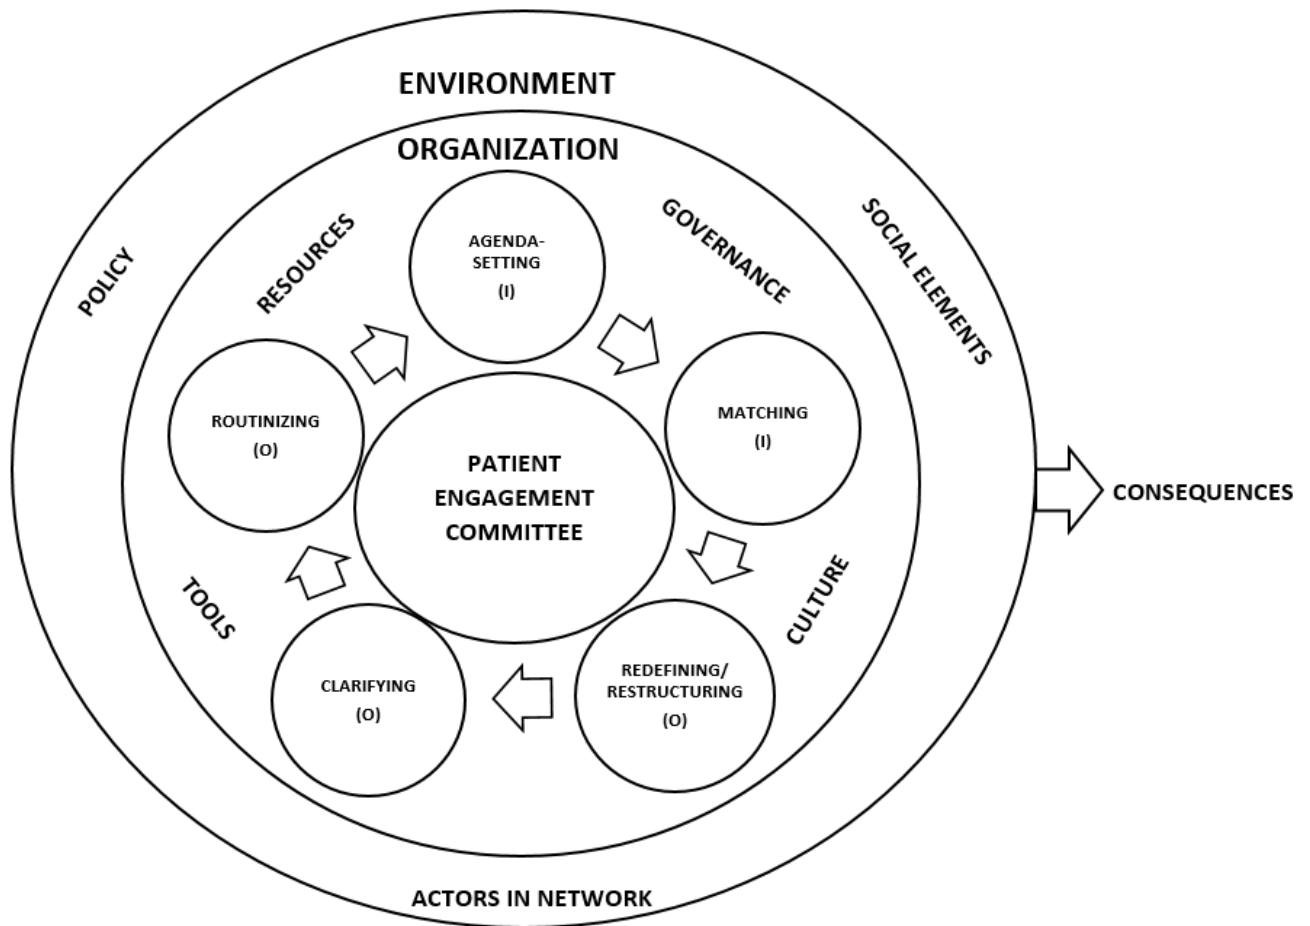 ENVIRONMENT
ORGANIZATION
POLICY
RESOURCES
GOVERNANCE
SOCIAL ELEMENTS
AGENDA-
SETTING
(I)
ROUTINIZING
(O)
MATCHING
(I)
PATIENT
ENGAGEMENT
COMMITTEE
CONSEQUENCES
TOOLS
CULTURE
CLARIFYING
(O)
REDEFINING/
RESTRUCTURING
(O)
ACTORS IN NETWORK